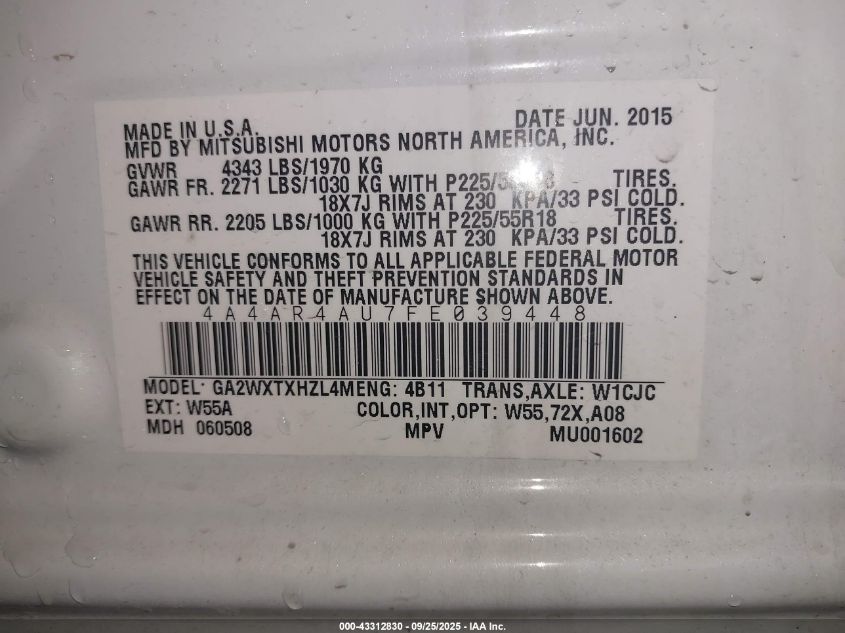 MADE IN U.S.A. DATE JUN. 2015
MFD BY MITSUBISHI MOTORS NORTH AMERICA, INC.
GVWR 4343 LBS/1970 KG
GAWR FR. 2271 LBS/1030 KG WITH TIRES.
18X7J RIMS AT 230 KPA/33 PSI COLD.
GAWR RR. 2205 LBS/1000 KG WITH P225/55R18 TIRES.
18X7J RIMS AT 230 KPA/33 PSI COLD.
THIS VEHICLE CONFORMS TO ALL APPLICABLE FEDERAL MOTOR
VEHICLE SAFETY AND THEFT PREVENTION STANDARDS IN
EFFECT ON THE DATE OF MANUFACTURE SHOWN ABOVE.
4A4AR4AU7FE039448
MODEL: GA2WXTXHZL4M ENG: 4B11 TRANS,AXLE: W1CJC
EXT: W55A COLOR,INT,OPT: W55,72X,A08
MDH 060508 MPV MU001602
000-43312830 - 09/25/2025 - IAA Inc.